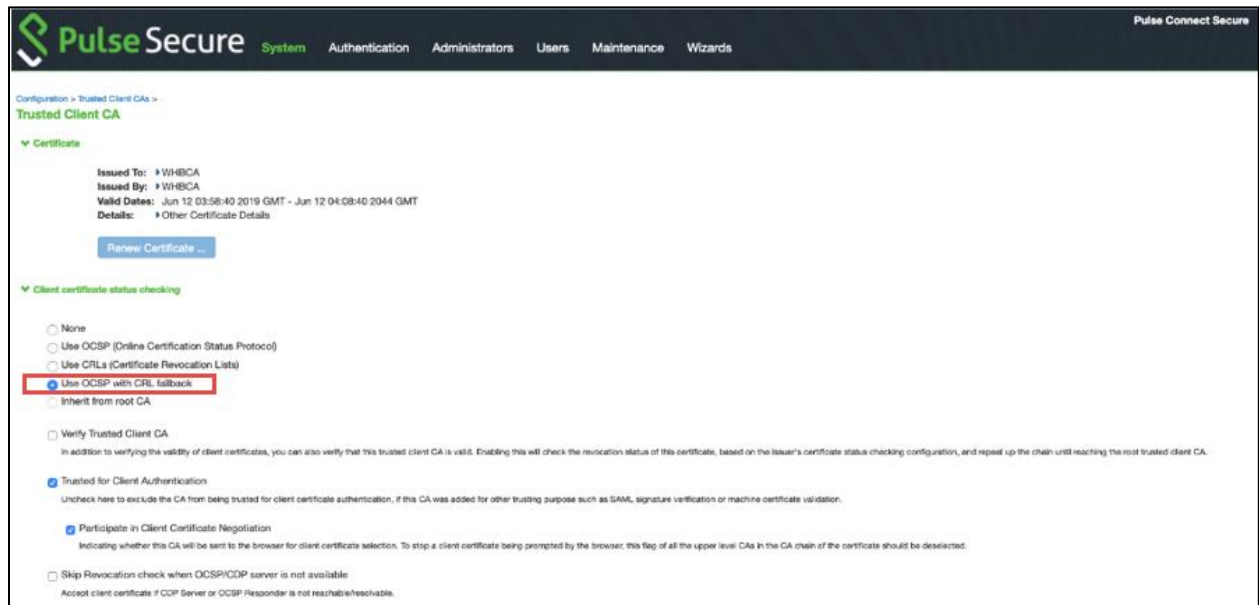 Pulse Connect Secure
Pulse Secure System Authentication Administrators Users Maintenance Wizards
Configuration > Trusted Client CAs >
Trusted Client CA
Certificate
Issued To: WHBCA
Issued By: WHBCA
Valid Dates: Jun 12 03:58:40 2019 GMT - Jun 12 04:08:40 2044 GMT
Details: Other Certificate Details
Renew Certificate ...
Client certificate status checking
None
Use OCSP (Online Certification Status Protocol)
Use CRLs (Certificate Revocation Lists)
Use OCSP with CRL fallback
Inherit from root CA
Verify Trusted Client CA
In addition to verifying the validity of client certificates, you can also verify that this trusted client CA is valid. Enabling this will check the revocation status of this certificate, based on the issuer's certificate status checking configuration, and repeat up the chain until reaching the root trusted client CA.
Trusted for Client Authentication
Uncheck here to exclude the CA from being trusted for client certificate authentication, if this CA was added for other trusting purpose such as SAML signature verification or machine certificate validation.
Participate in Client Certificate Negotiation
Indicating whether this CA will be sent to the browser for client certificate selection. To stop a client certificate being prompted by the browser, this flag of all the upper level CAs in the CA chain of the certificate should be deselected.
Skip Revocation check when OCSP/CDP server is not available
Accept client certificate if CDP Server or OCSP Responder is not reachable/resolvable.